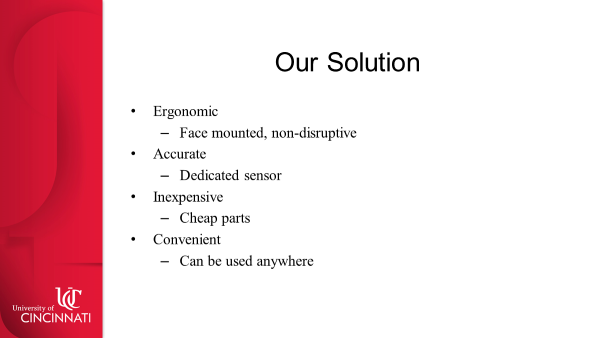 Our Solution
• Ergonomic
– Face mounted, non-disruptive
• Accurate
– Dedicated sensor
• Inexpensive
– Cheap parts
• Convenient
– Can be used anywhere
UC
University of
CINCINNATI